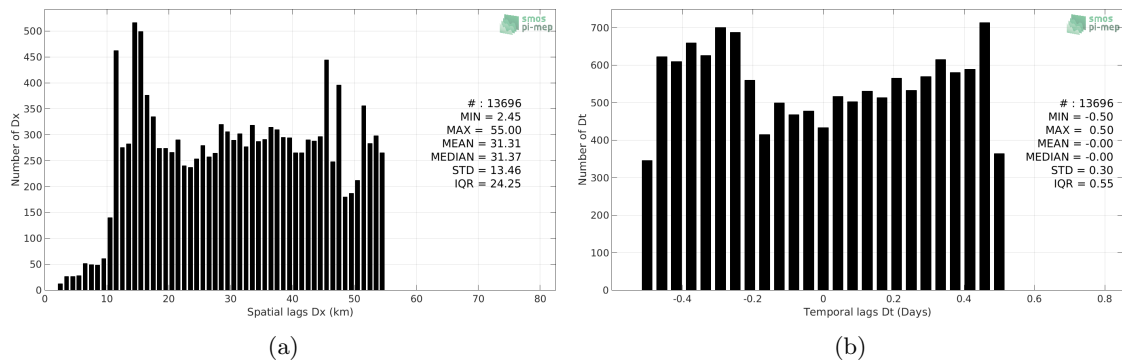 smos
pi-mep
Number of Dx
500
450
400
350
300
250
200
150
100
50
0
# : 13696
MIN = 2.45
MAX = 55.00
MEAN = 31.31
MEDIAN = 31.37
STD = 13.46
IQR = 24.25
0 10 20 30 40 50 60 70 80
Spatial lags Dx (km)
(a)
smos
pi-mep
Number of Dt
700
600
500
400
300
200
100
0
# : 13696
MIN = -0.50
MAX = 0.50
MEAN = -0.00
MEDIAN = -0.00
STD = 0.30
IQR = 0.55
-0.4 -0.2 0 0.2 0.4 0.6 0.8
Temporal lags Dt (Days)
(b)